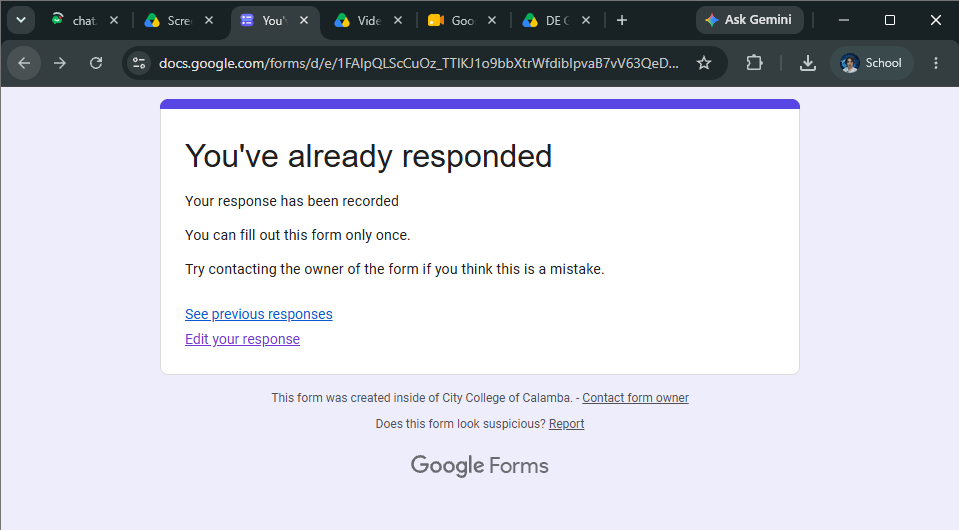 chat.
Scree
You'v
Vide
Goo
DE C
Ask Gemini
docs.google.com/forms/d/e/1FAIpQLScCuOz_TTIKJ1o9bbXtrWfdibIpvaB7vV63QeD...
School
You've already responded
Your response has been recorded
You can fill out this form only once.
Try contacting the owner of the form if you think this is a mistake.
See previous responses
Edit your response
This form was created inside of City College of Calamba. - Contact form owner
Does this form look suspicious? Report
Google Forms